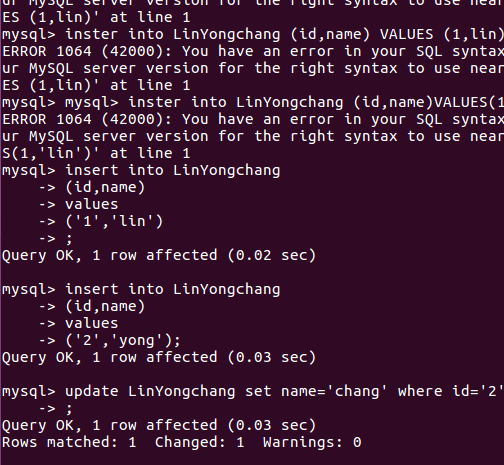 ur MySQL server version for the right syntax to use near
ES (1,lin)' at line 1
mysql> inster into LinYongchang (id,name) VALUES (1,lin)
ERROR 1064 (42000): You have an error in your SQL syntax
ur MySQL server version for the right syntax to use near
ES (1,lin)' at line 1
mysql> mysql> inster into LinYongchang (id,name)VALUES(1
ERROR 1064 (42000): You have an error in your SQL syntax
ur MySQL server version for the right syntax to use near
S(1,'lin')' at line 1
mysql> insert into LinYongchang
    -> (id,name)
    -> values
    -> ('1','lin')
    -> ;
Query OK, 1 row affected (0.02 sec)

mysql> insert into LinYongchang
    -> (id,name)
    -> values
    -> ('2','yong');
Query OK, 1 row affected (0.03 sec)

mysql> update LinYongchang set name='chang' where id='2'
    -> ;
Query OK, 1 row affected (0.03 sec)
Rows matched: 1  Changed: 1  Warnings: 0